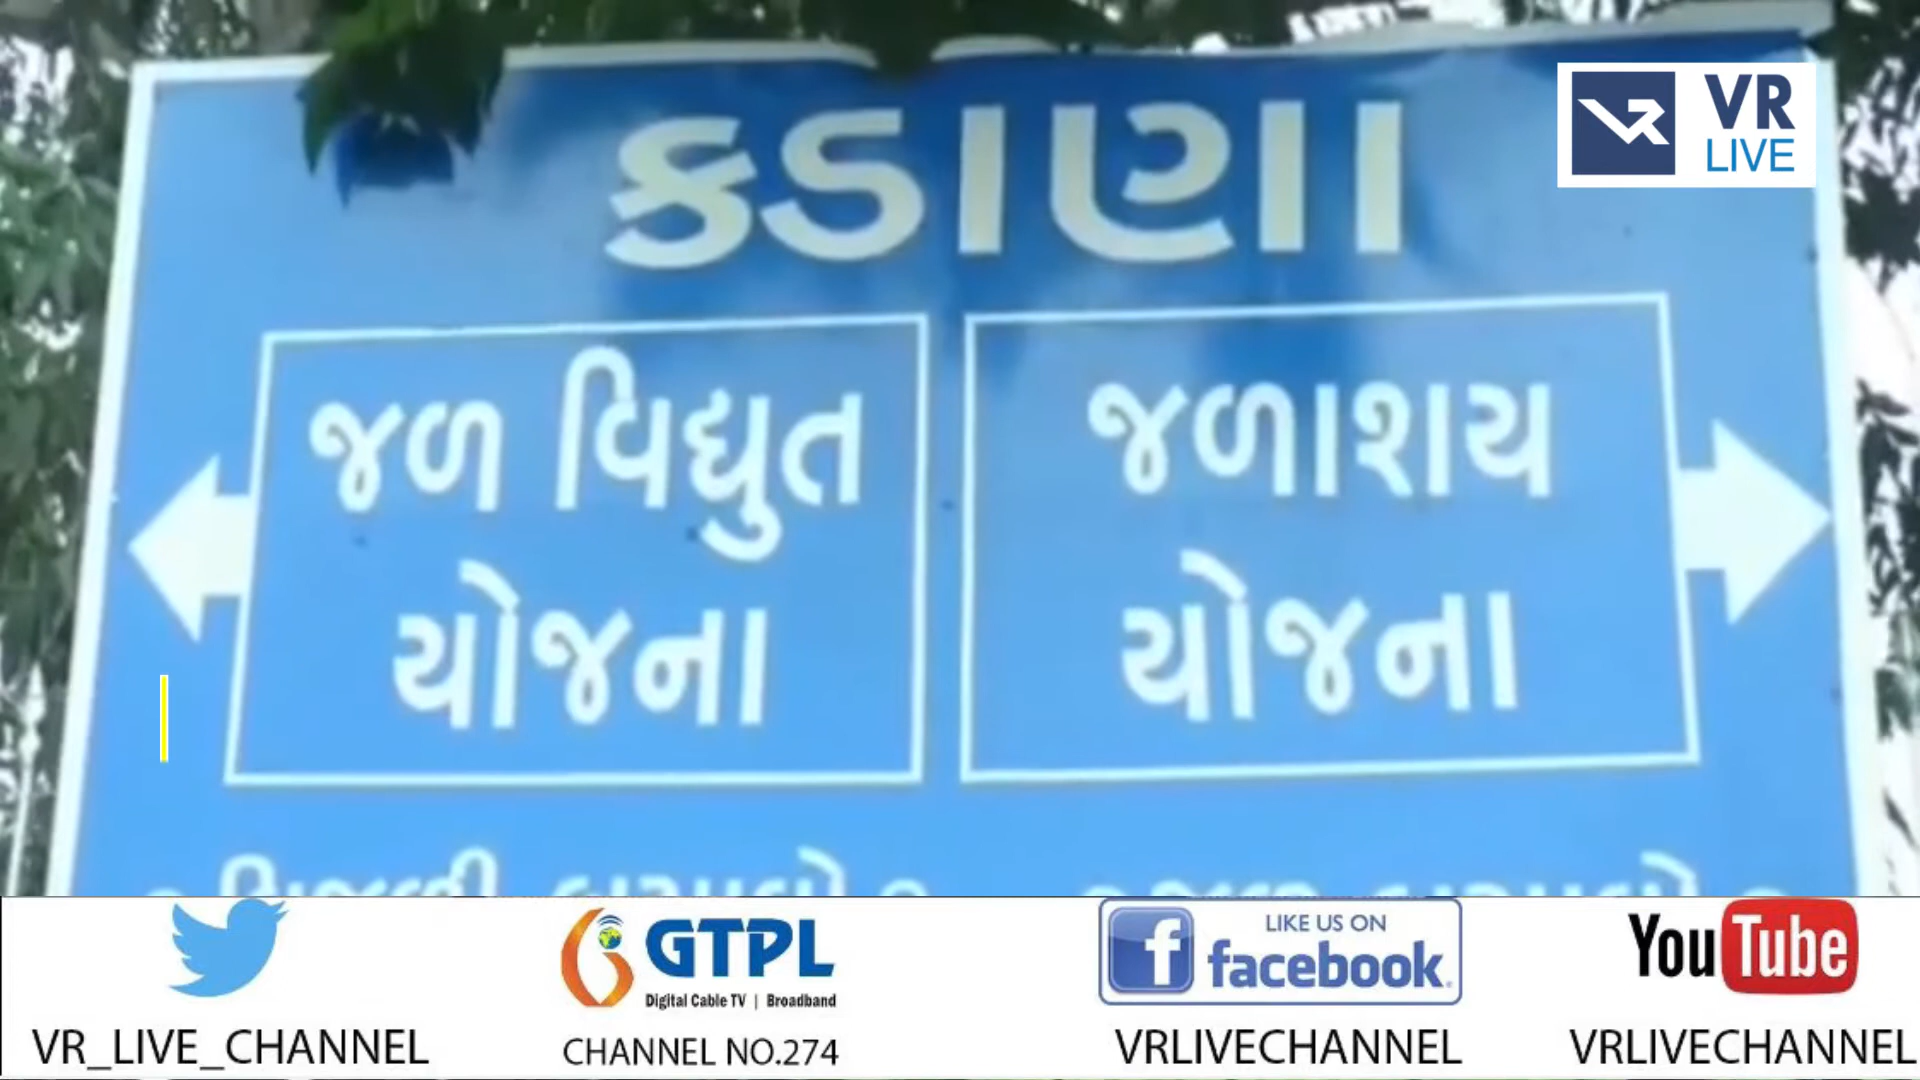 કડાણા
VR
LIVE
જળ વિદ્યુત
યોજના
જળાશય
યોજના
GTPL
Digital Cable TV | Broadband
LIKE US ON
facebook
YouTube
VR_LIVE_CHANNEL
CHANNEL NO.274
VRLIVECHANNEL
VRLIVECHANNEL